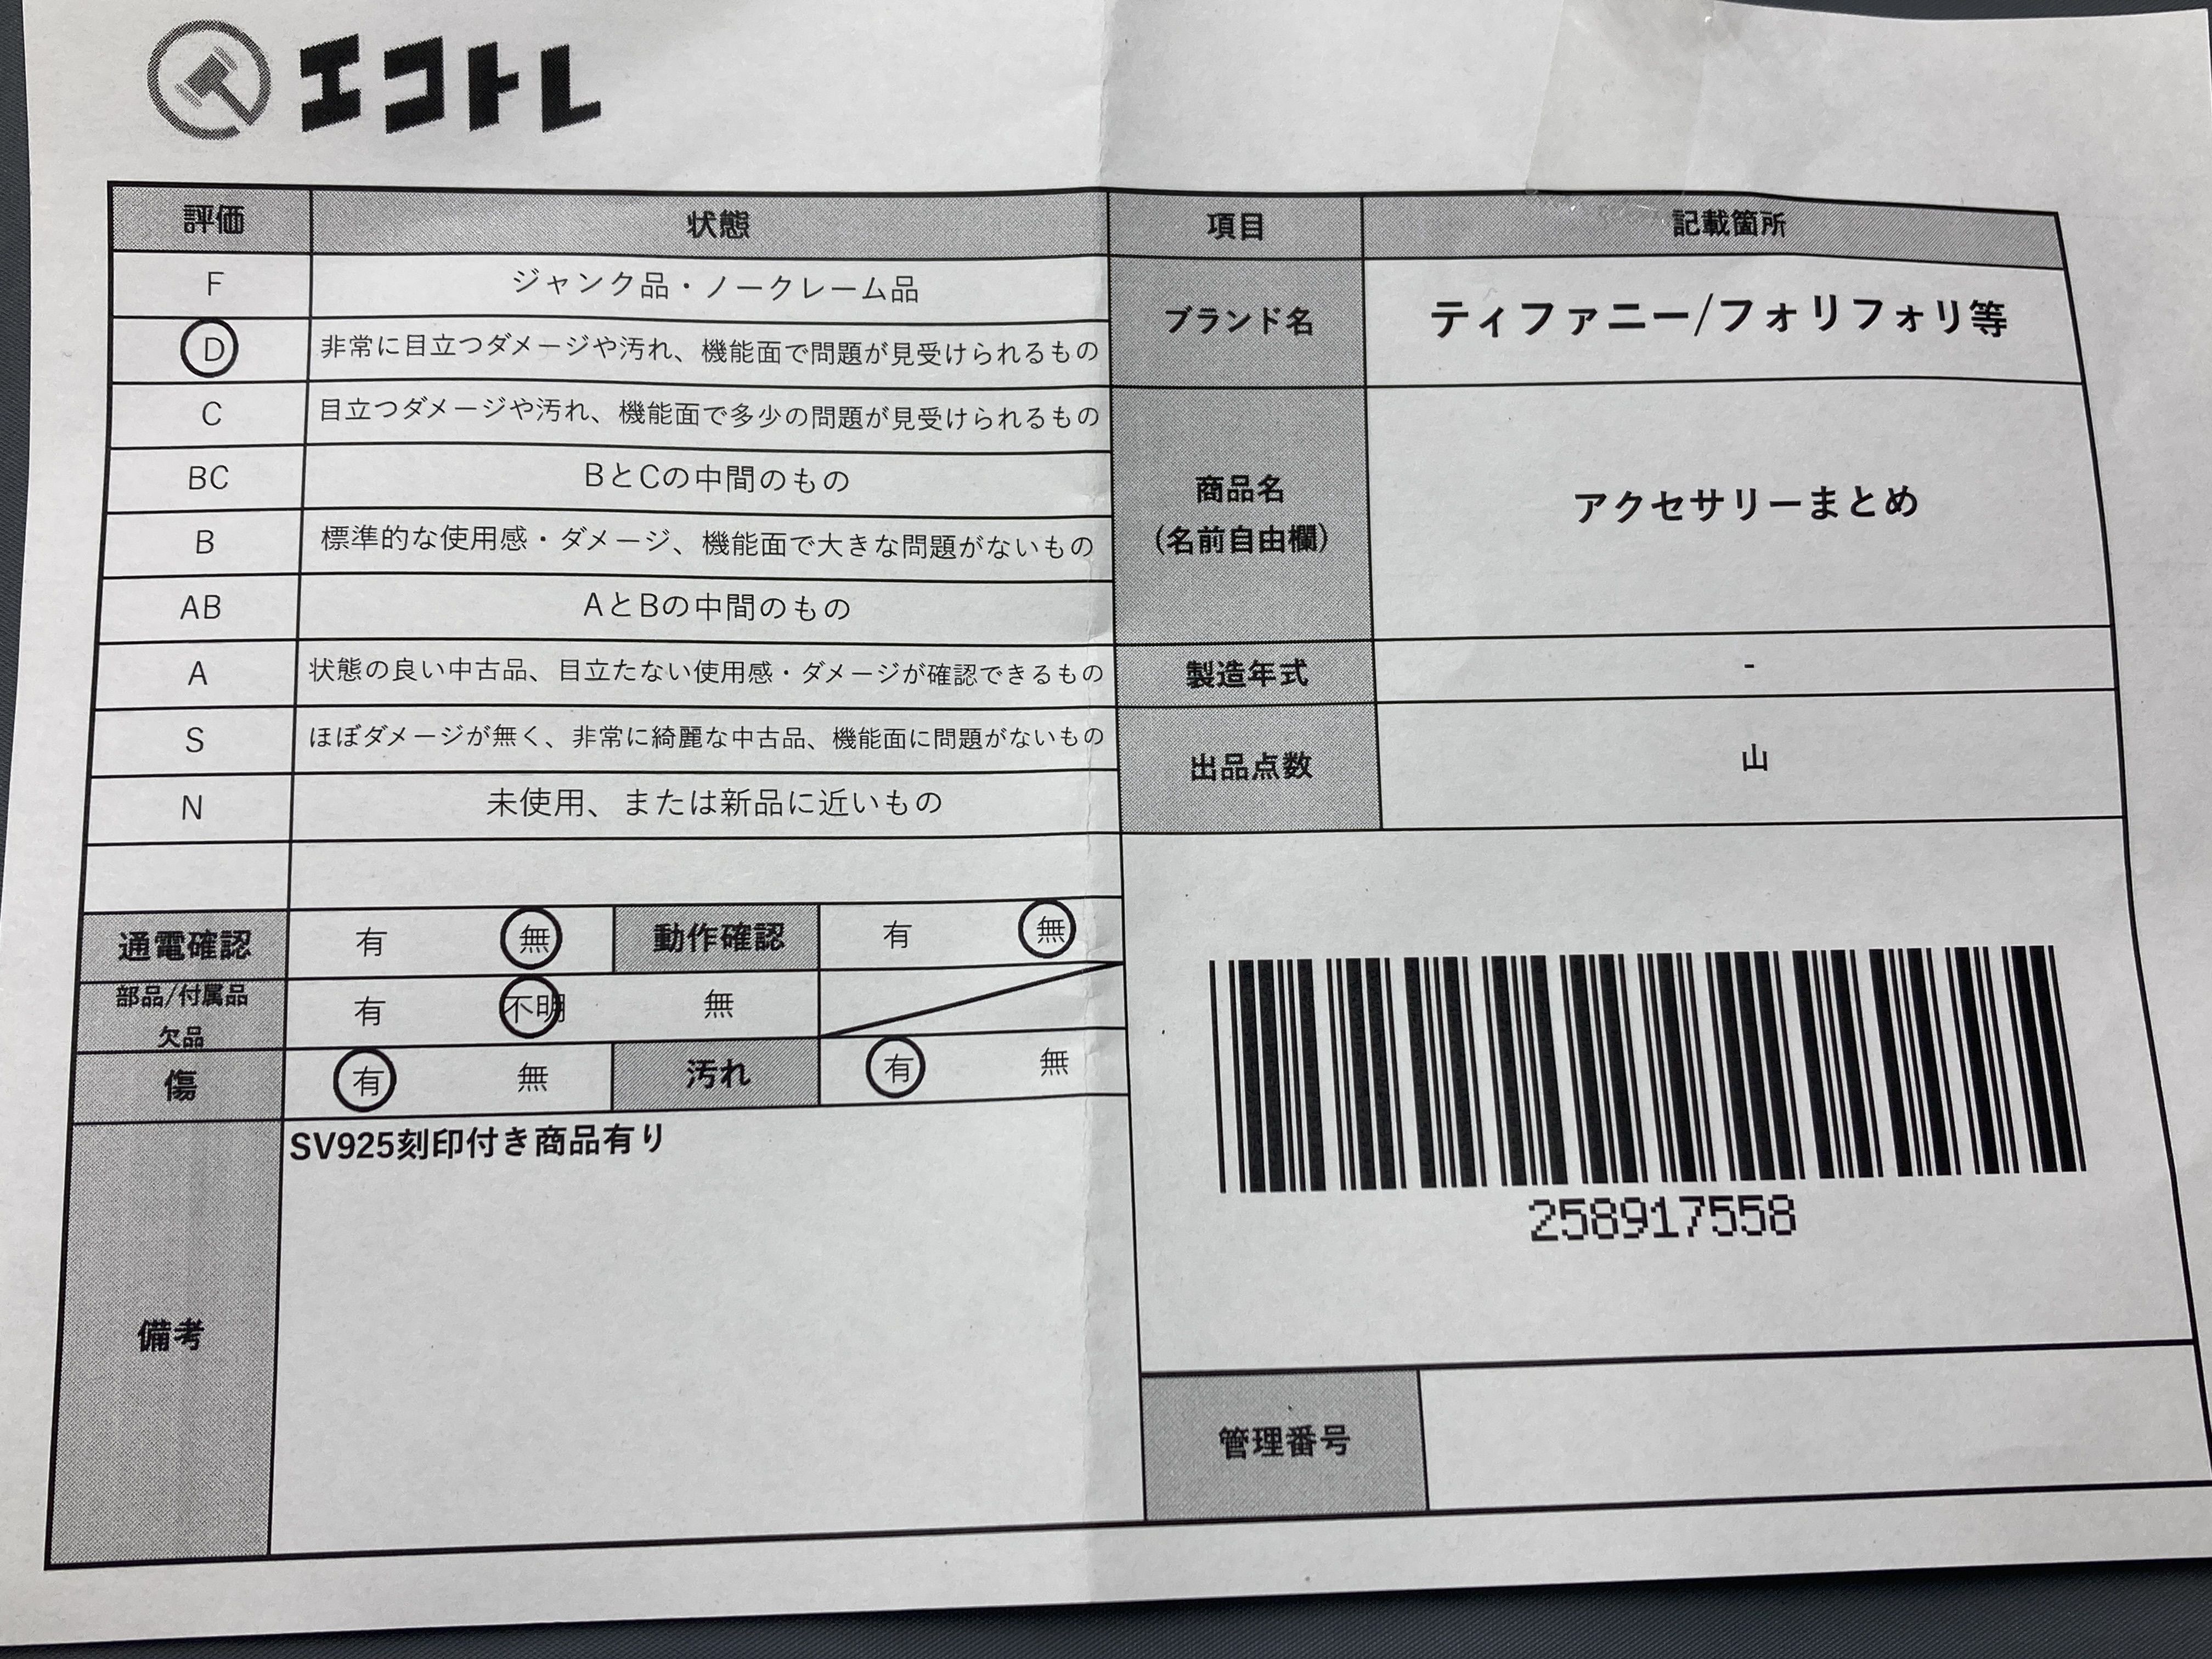 エコトレ
評価 状態
F ジャンク品・ノークレーム品
D 非常に目立つダメージや汚れ、機能面で問題が見受けられるもの
C 目立つダメージや汚れ、機能面で多少の問題が見受けられるもの
BC BとCの中間のもの
B 標準的な使用感・ダメージ、機能面で大きな問題がないもの
AB AとBの中間のもの
A 状態の良い中古品、目立たない使用感・ダメージが確認できるもの
S ほぼダメージが無く、非常に綺麗な中古品、機能面に問題がないもの
N 未使用、または新品に近いもの
通電確認 有 無 動作確認 有 無
部品/付属品
欠品 有 不明 無
傷 有 無 汚れ 有 無
備考 SV925刻印付き商品有り
項目 記載箇所
ブランド名 ティファニー/フォリフォリ等
商品名
(名前自由欄) アクセサリーまとめ
製造年式 -
出品点数 山
258917558
管理番号